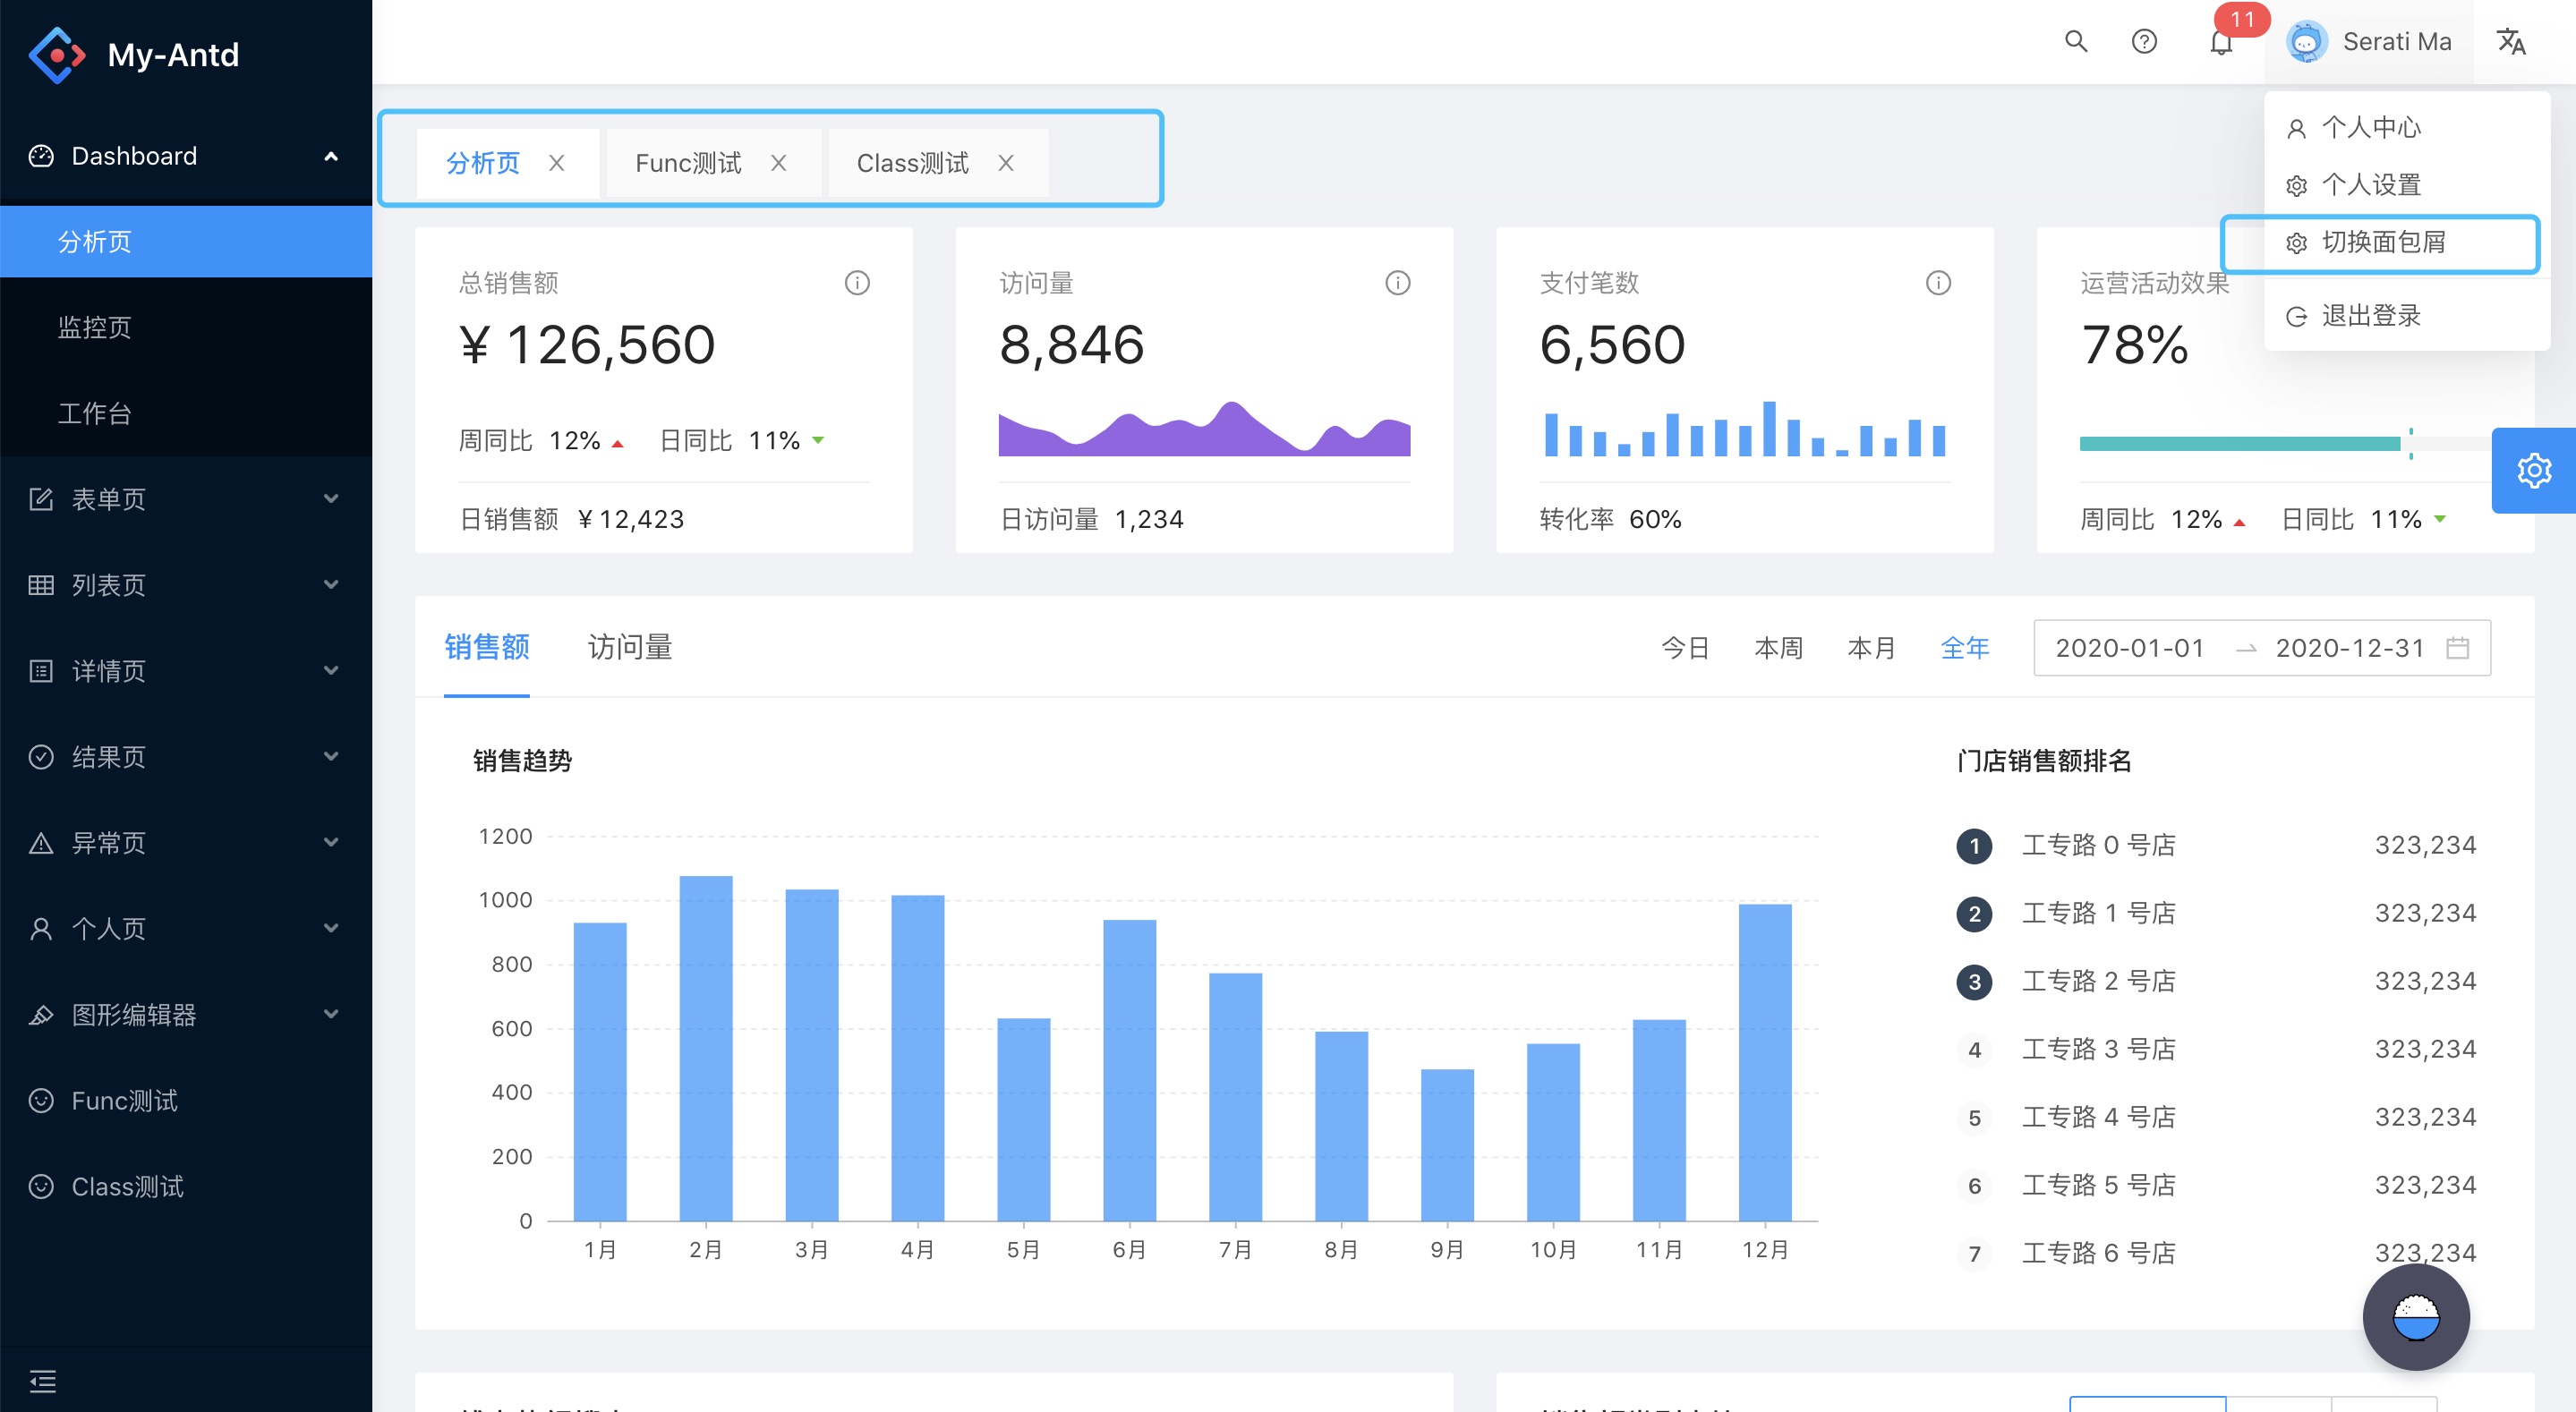 My-Antd
11
Serati Ma
Dashboard
分析页
监控页
工作台
表单页
列表页
详情页
结果页
异常页
个人页
图形编辑器
Func测试
Class测试
分析页 Func测试 Class测试
个人中心
个人设置
切换面包屑
退出登录
总销售额
¥ 126,560
周同比 12% 日同比 11%
日销售额 ¥ 12,423
访问量
8,846
日访问量 1,234
支付笔数
6,560
转化率 60%
运营活动效果
78%
周同比 12% 日同比 11%
销售额 访问量
今日 本周 本月 全年 2020-01-01 2020-12-31
销售趋势
1200
1000
800
600
400
200
0
1月 2月 3月 4月 5月 6月 7月 8月 9月 10月 11月 12月
门店销售额排名
1 工专路 0 号店 323,234
2 工专路 1 号店 323,234
3 工专路 2 号店 323,234
4 工专路 3 号店 323,234
5 工专路 4 号店 323,234
6 工专路 5 号店 323,234
7 工专路 6 号店 323,234